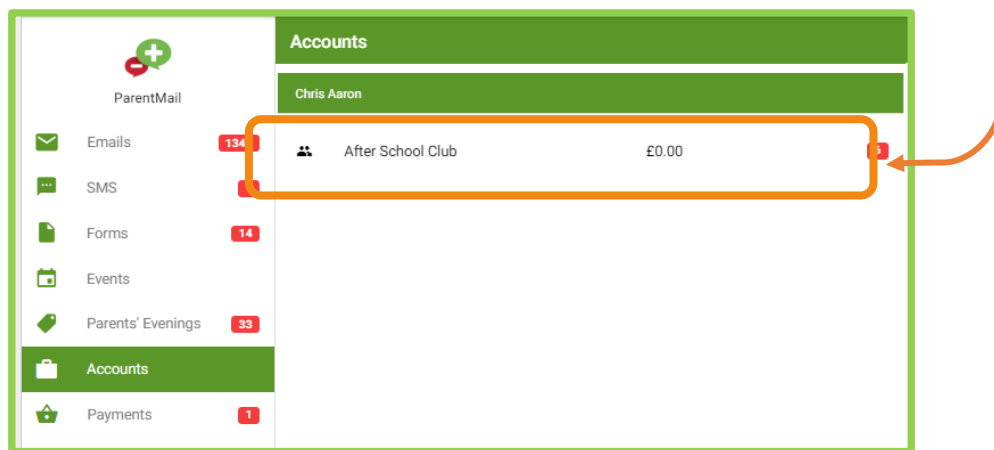 Accounts
ParentMail
Chris Aaron
Emails
After School Club £0.00
SMS
Forms 14
Events
Parents' Evenings 33
Accounts
Payments 1